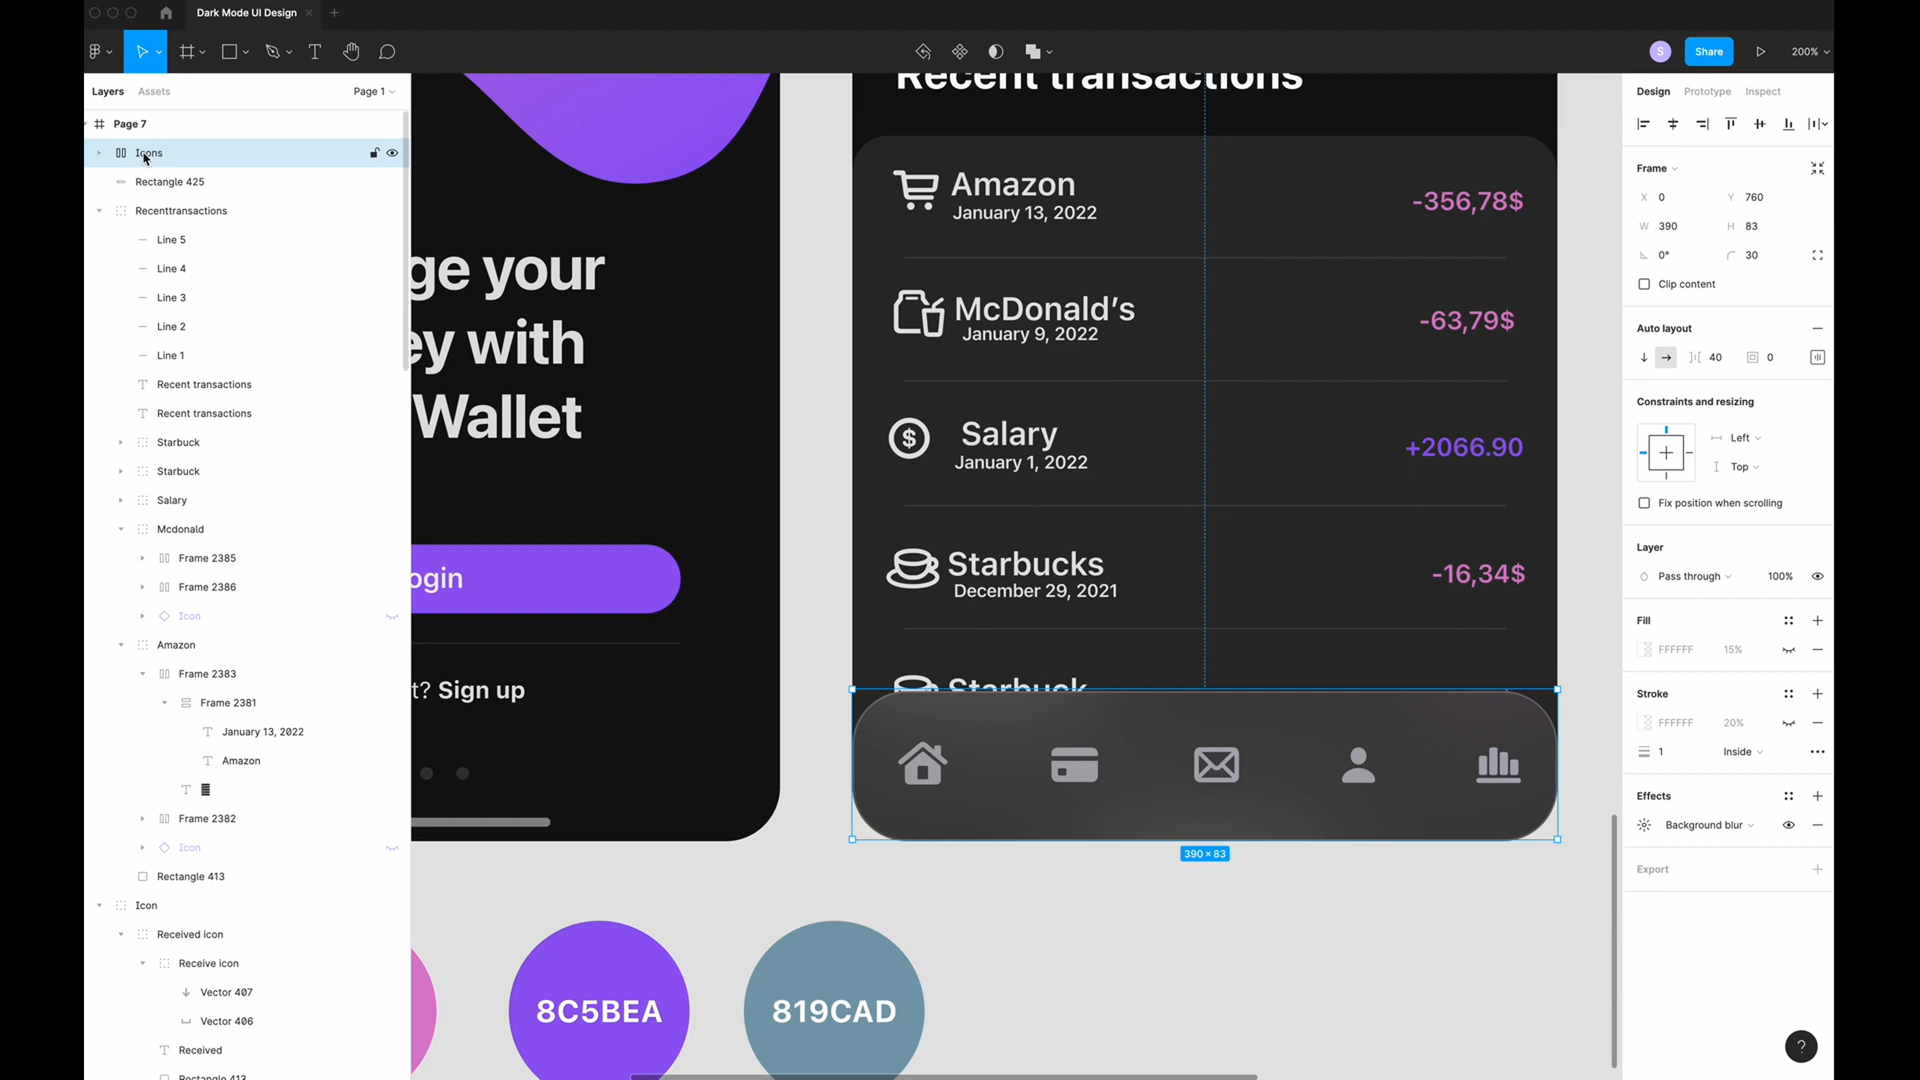 Dark Mode UI Design
S
Share
200%
Layers
Assets
Page 1
Page 7
Icons
Rectangle 425
Recenttransactions
Line 5
Line 4
Line 3
Line 2
Line 1
Recent transactions
Recent transactions
Starbuck
Starbuck
Salary
Mcdonald
Frame 2385
Frame 2386
Icon
Amazon
Frame 2383
Frame 2381
January 13, 2022
Amazon
Frame 2382
Icon
Rectangle 413
Icon
Received icon
Receive icon
Vector 407
Vector 406
Received
Rectangle 413
ge your
ey with
Wallet
ogin
t? Sign up
Recent transactions
Amazon
January 13, 2022
-356,78$
McDonald's
January 9, 2022
-63,79$
$
Salary
January 1, 2022
+2066.90
Starbucks
December 29, 2021
-16,34$
Starbuck
390 × 83
8C5BEA
819CAD
Design
Prototype
Inspect
Frame
X 0
Y 760
W 390
H 83
0°
30
Clip content
Auto layout
40
0
Constraints and resizing
Left
Top
Fix position when scrolling
Layer
Pass through
100%
Fill
FFFFFF
15%
Stroke
FFFFFF
20%
1
Inside
Effects
Background blur
Export
?